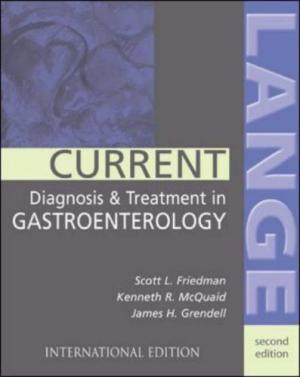 LANGE
CURRENT
Diagnosis & Treatment in
GASTROENTEROLOGY
Scott L. Friedman
Kenneth R. McQuaid
James H. Grendell
second
edition
INTERNATIONAL EDITION